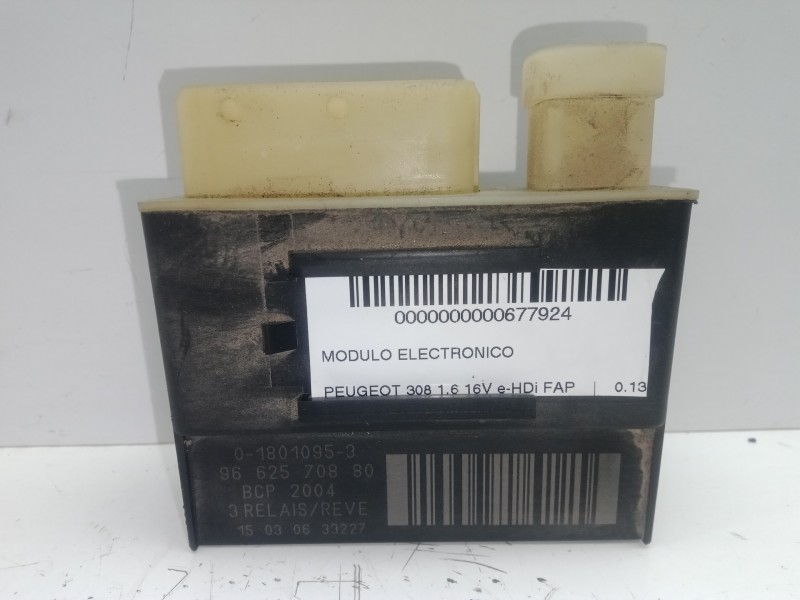 0000000000677924
MODULO ELECTRONICO
PEUGEOT 308 1.6 16V e-HDi FAP | 0.13
0-1801095-3
96 625 708 80
BCP 2004
3 RELAIS/REVE
15 03 06 33227